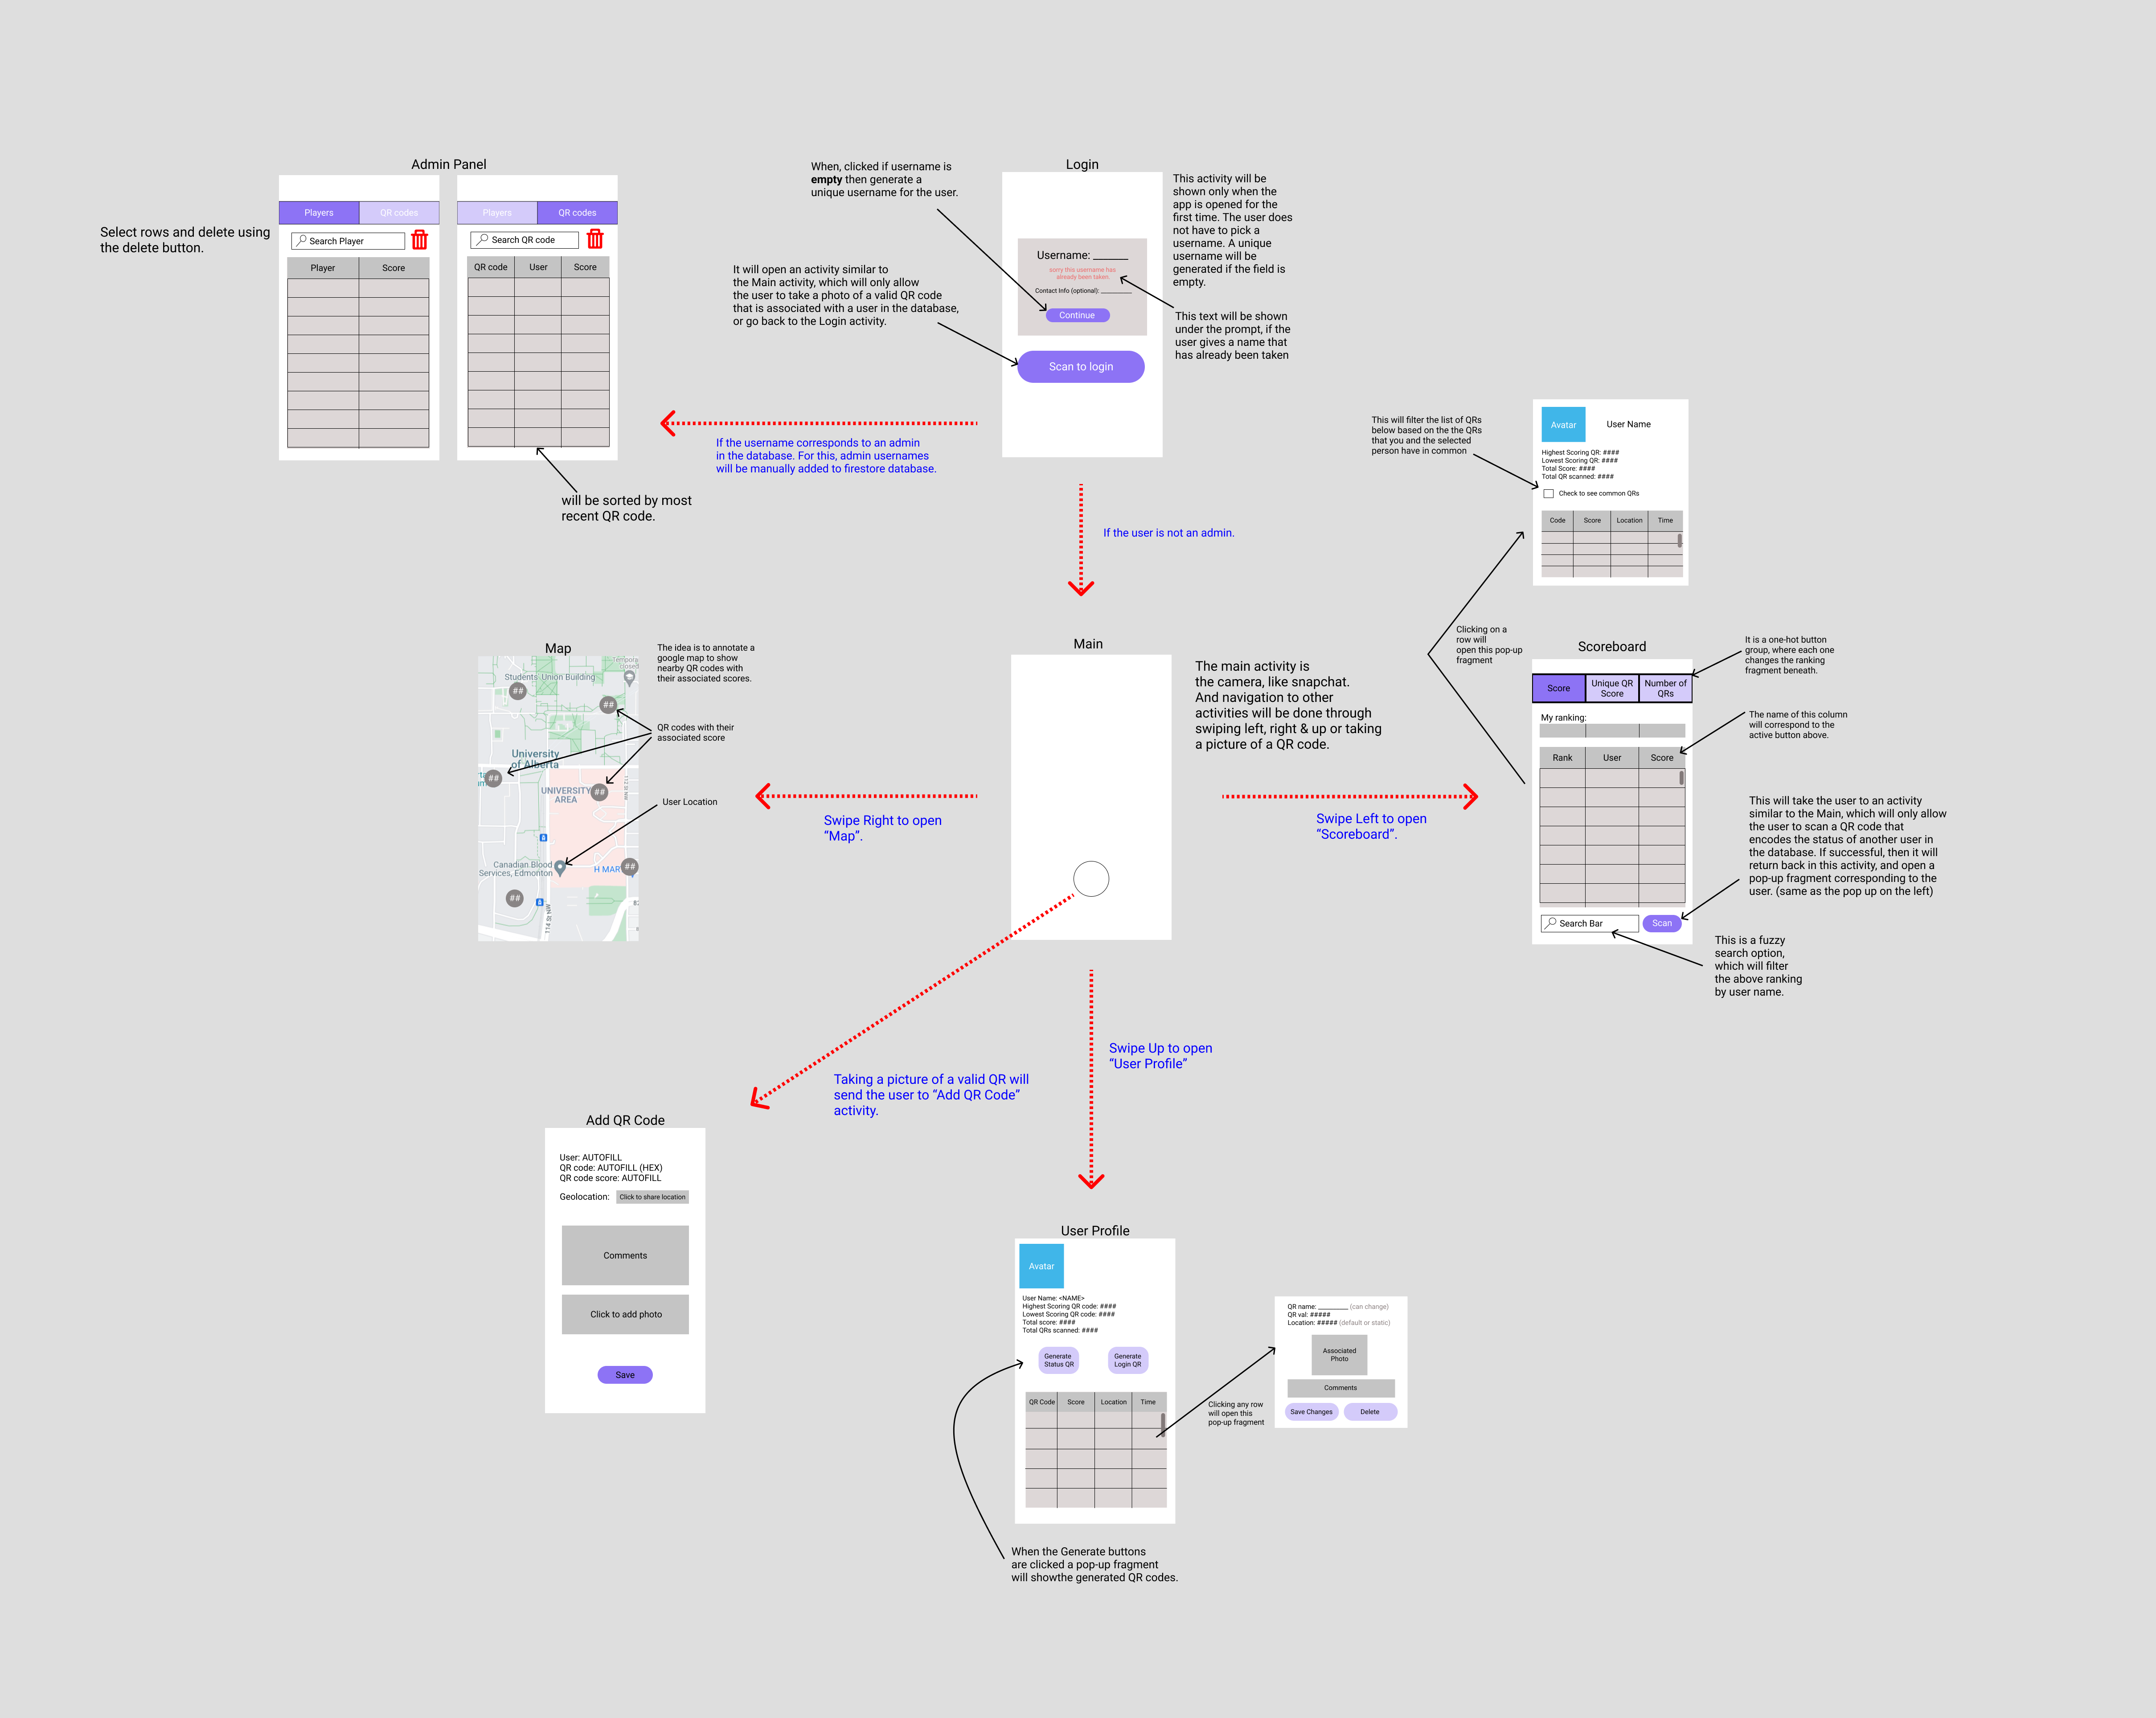 Admin Panel
Players
QR codes
Search Player
Player
Score
Players
QR codes
Search QR code
QR code
User
Score
Select rows and delete using
the delete button.
will be sorted by most
recent QR code.
When, clicked if username is
empty then generate a
unique username for the user.
It will open an activity similar to
the Main activity, which will only allow
the user to take a photo of a valid QR code
that is associated with a user in the database,
or go back to the Login activity.
Login
Username: ______
sorry this username has
already been taken.
Contact Info (optional): __________
Continue
Scan to login
This activity will be
shown only when the
app is opened for the
first time. The user does
not have to pick a
username. A unique
username will be
generated if the field is
empty.
This text will be shown
under the prompt, if the
user gives a name that
has already been taken
If the username corresponds to an admin
in the database. For this, admin usernames
will be manually added to firestore database.
If the user is not an admin.
This will filter the list of QRs
below based on the the QRs
that you and the selected
person have in common
Avatar
User Name
Highest Scoring QR: ####
Lowest Scoring QR: ####
Total Score: ####
Total QR scanned: ####
Check to see common QRs
Code
Score
Location
Time
Clicking on a
row will
open this pop-up
fragment
Map
Students' Union Building
University
of Alberta
UNIVERSITY
AREA
Canadian Blood
Services, Edmonton
H MAR
114 St NW
##
##
##
##
##
##
The idea is to annotate a
google map to show
nearby QR codes with
their associated scores.
QR codes with their
associated score
User Location
Swipe Right to open
“Map”.
Main
The main activity is
the camera, like snapchat.
And navigation to other
activities will be done through
swiping left, right & up or taking
a picture of a QR code.
Swipe Left to open
“Scoreboard”.
Scoreboard
Score
Unique QR
Score
Number of
QRs
My ranking:
Rank
User
Score
Search Bar
Scan
It is a one-hot button
group, where each one
changes the ranking
fragment beneath.
The name of this column
will correspond to the
active button above.
This will take the user to an activity
similar to the Main, which will only allow
the user to scan a QR code that
encodes the status of another user in
the database. If successful, then it will
return back in this activity, and open a
pop-up fragment corresponding to the
user. (same as the pop up on the left)
This is a fuzzy
search option,
which will filter
the above ranking
by user name.
Taking a picture of a valid QR will
send the user to “Add QR Code”
activity.
Swipe Up to open
“User Profile”
Add QR Code
User: AUTOFILL
QR code: AUTOFILL (HEX)
QR code score: AUTOFILL
Geolocation:
Click to share location
Comments
Click to add photo
Save
User Profile
Avatar
User Name: <NAME>
Highest Scoring QR code: ####
Lowest Scoring QR code: ####
Total score: ####
Total QRs scanned: ####
Generate
Status QR
Generate
Login QR
QR Code
Score
Location
Time
Clicking any row
will open this
pop-up fragment
QR name: __________ (can change)
QR val: #####
Location: ##### (default or static)
Associated
Photo
Comments
Save Changes
Delete
When the Generate buttons
are clicked a pop-up fragment
will showthe generated QR codes.